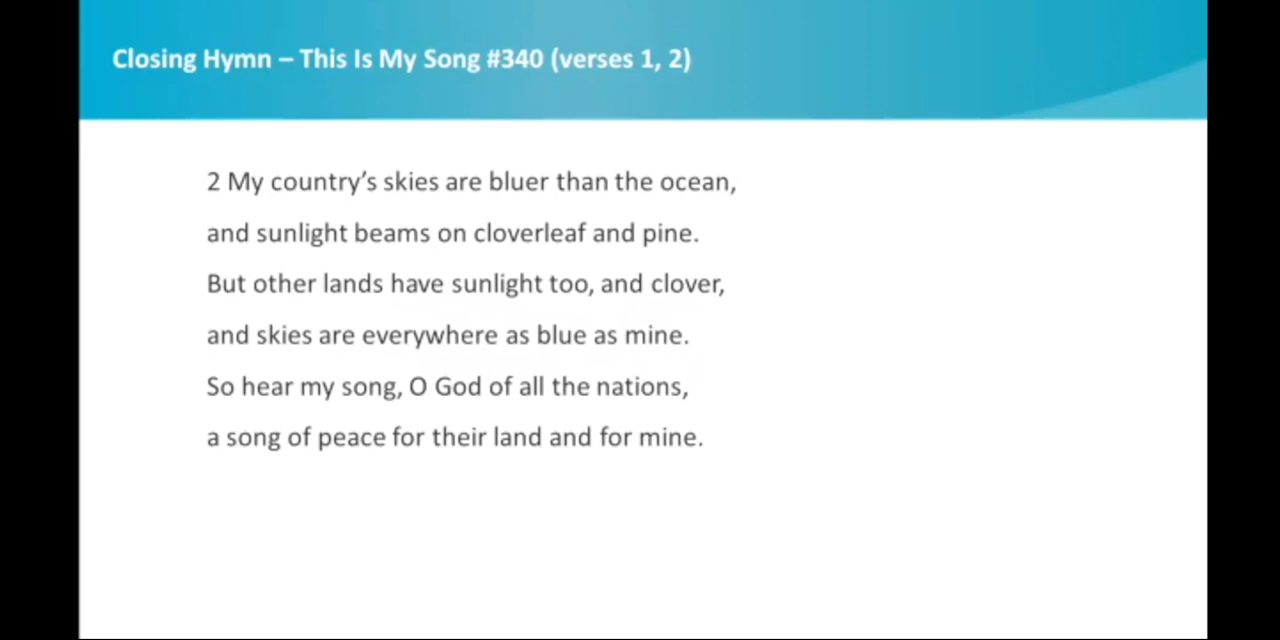 Closing Hymn – This Is My Song #340 (verses 1, 2)
2 My country’s skies are bluer than the ocean,
and sunlight beams on cloverleaf and pine.
But other lands have sunlight too, and clover,
and skies are everywhere as blue as mine.
So hear my song, O God of all the nations,
a song of peace for their land and for mine.